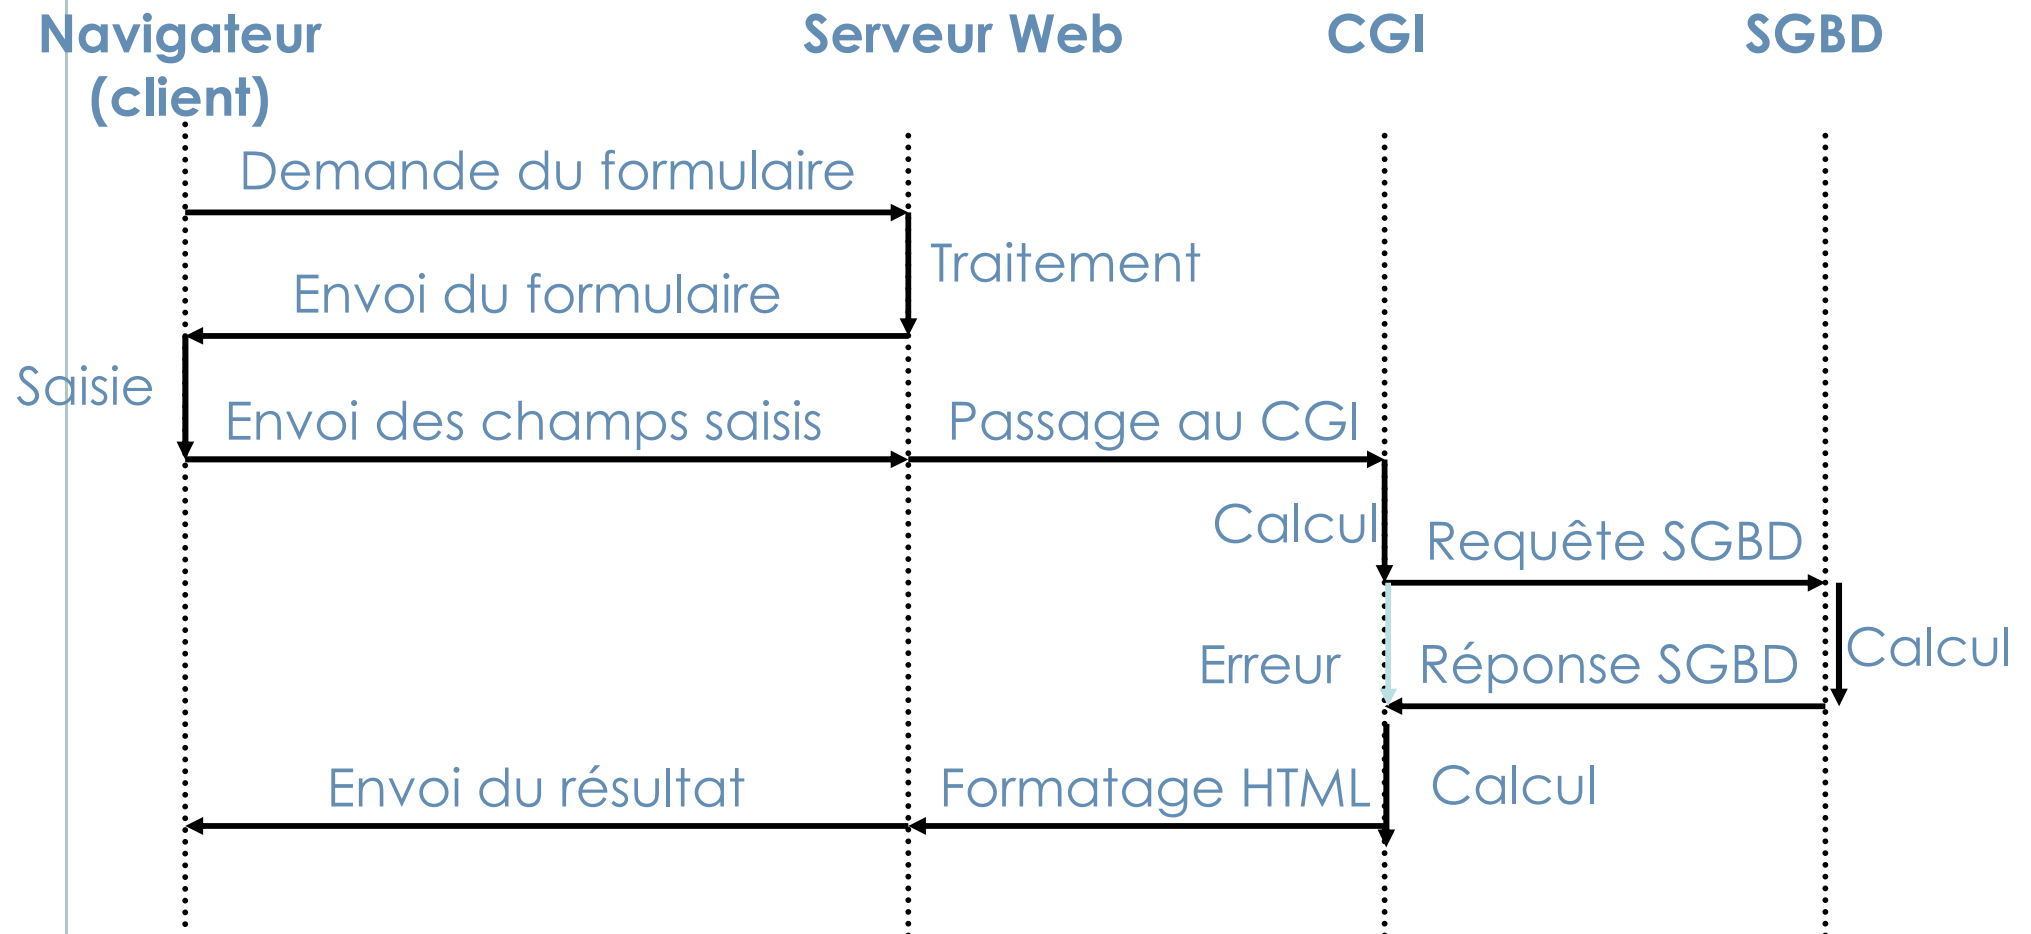 Navigateur
(client)
Serveur Web
CGI
SGBD
Demande du formulaire
Traitement
Envoi du formulaire
Saisie
Envoi des champs saisis
Passage au CGI
Calcul
Requête SGBD
Calcul
Erreur
Réponse SGBD
Envoi du résultat
Formatage HTML
Calcul